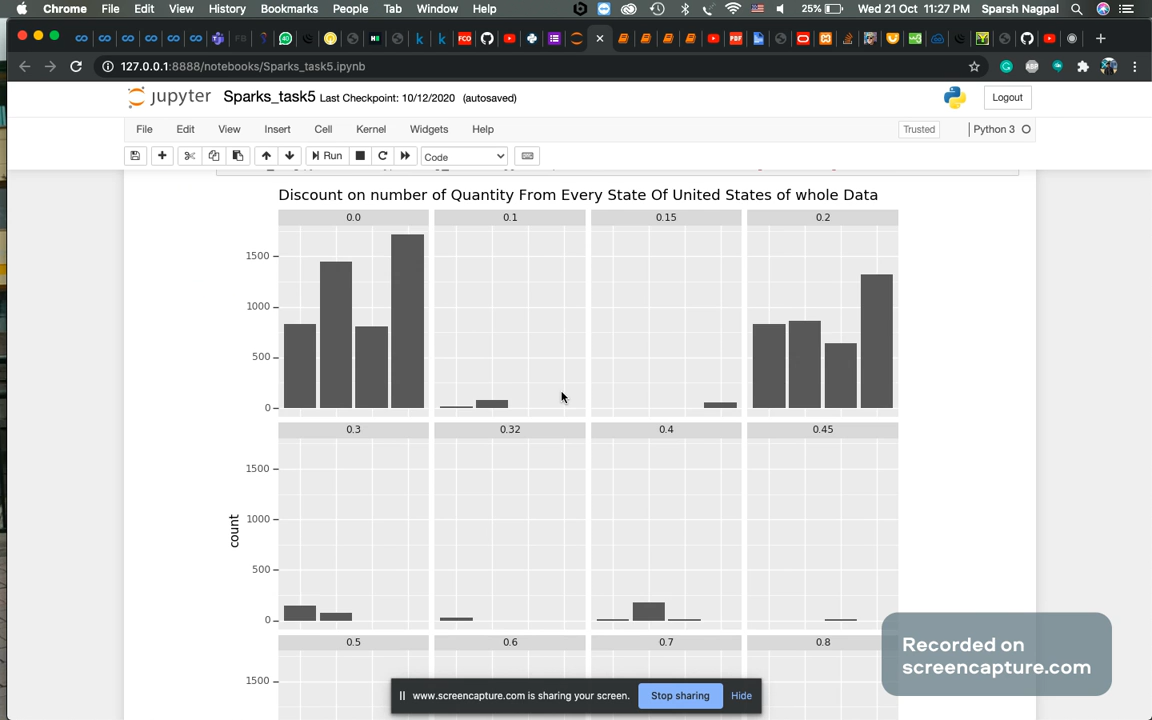 Chrome File Edit View History Bookmarks People Tab Window Help 25% Wed 21 Oct 11:27 PM Sparsh Nagpal
127.0.0.1:8888/notebooks/Sparks_task5.ipynb
jupyter Sparks_task5 Last Checkpoint: 10/12/2020 (autosaved) Logout
File Edit View Insert Cell Kernel Widgets Help Trusted Python 3
Run Code
Discount on number of Quantity From Every State Of United States of whole Data
0.0 0.1 0.15 0.2
1500
1000
500
0
0.3 0.32 0.4 0.45
1500
1000
count
500
0
0.5 0.6 0.7 0.8
1500
Recorded on
screencapture.com
www.screencapture.com is sharing your screen. Stop sharing Hide